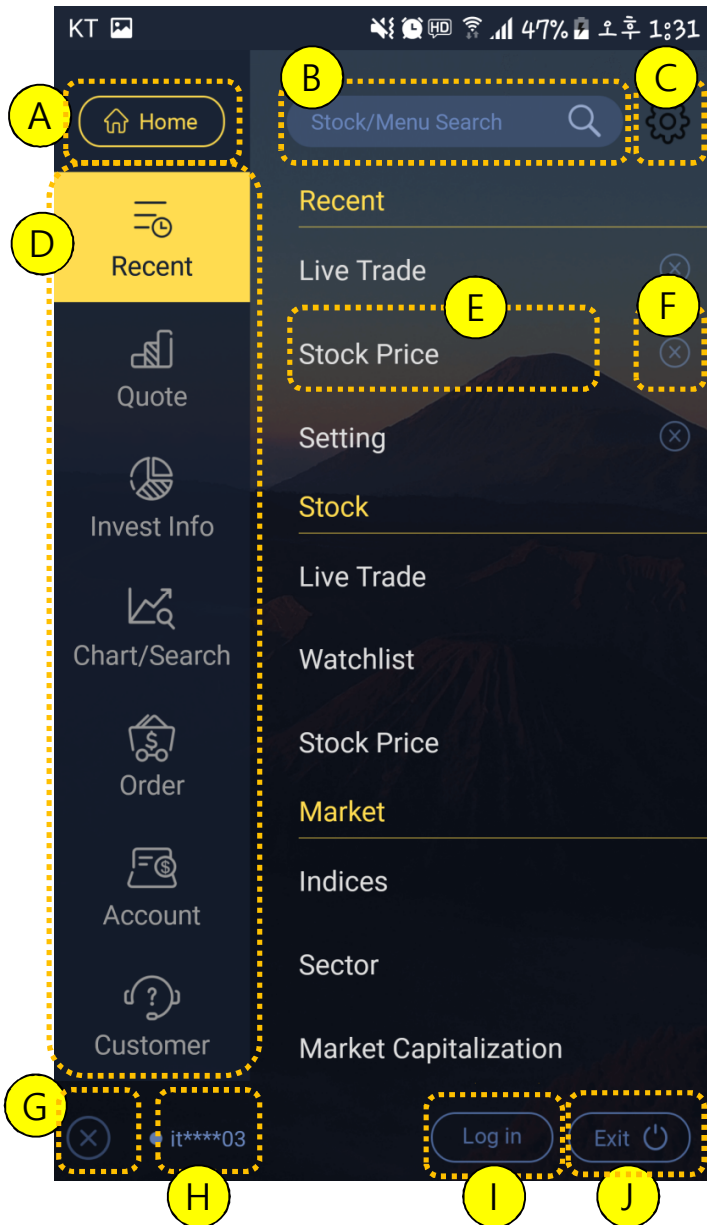 KT 47% 오후 1:31
A
Home
B
Stock/Menu Search
C
D
Recent
Quote
Invest Info
Chart/Search
Order
Account
Customer
Recent
Live Trade
E
F
Stock Price
Setting
Stock
Live Trade
Watchlist
Stock Price
Market
Indices
Sector
Market Capitalization
G
it****03
H
Log in
I
Exit
J